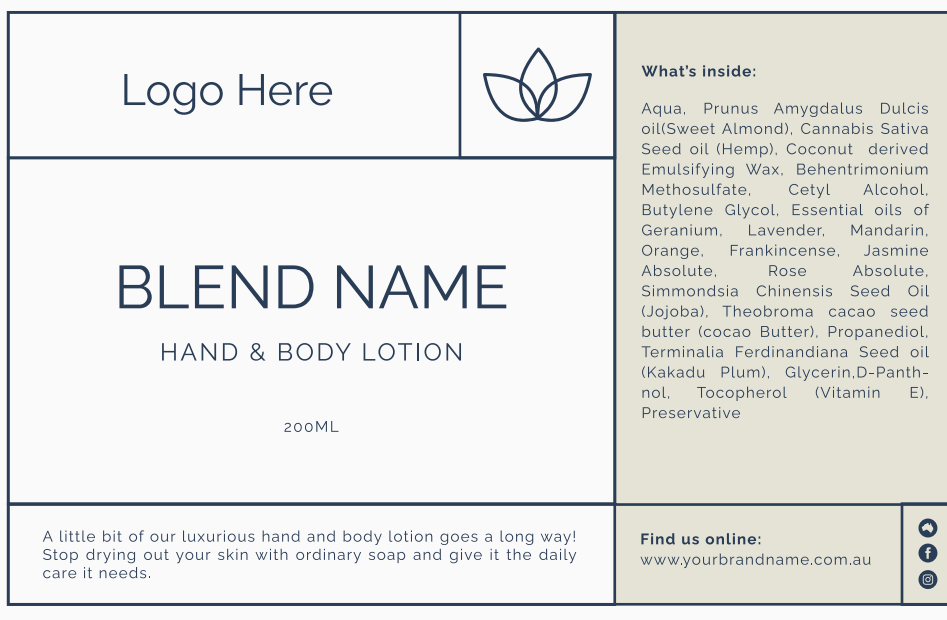 Logo Here
BLEND NAME
HAND & BODY LOTION
200ML
A little bit of our luxurious hand and body lotion goes a long way!
Stop drying out your skin with ordinary soap and give it the daily
care it needs.
What's inside:
Aqua, Prunus Amygdalus Dulcis
oil(Sweet Almond), Cannabis Sativa
Seed oil (Hemp), Coconut derived
Emulsifying Wax, Behentrimonium
Methosulfate, Cetyl Alcohol,
Butylene Glycol, Essential oils of
Geranium, Lavender, Mandarin,
Orange, Frankincense, Jasmine
Absolute, Rose Absolute,
Simmondsia Chinensis Seed Oil
(Jojoba), Theobroma cacao seed
butter (cocao Butter), Propanediol,
Terminalia Ferdinandiana Seed oil
(Kakadu Plum), Glycerin,D-Panth-
nol, Tocopherol (Vitamin E),
Preservative
Find us online:
www.yourbrandname.com.au